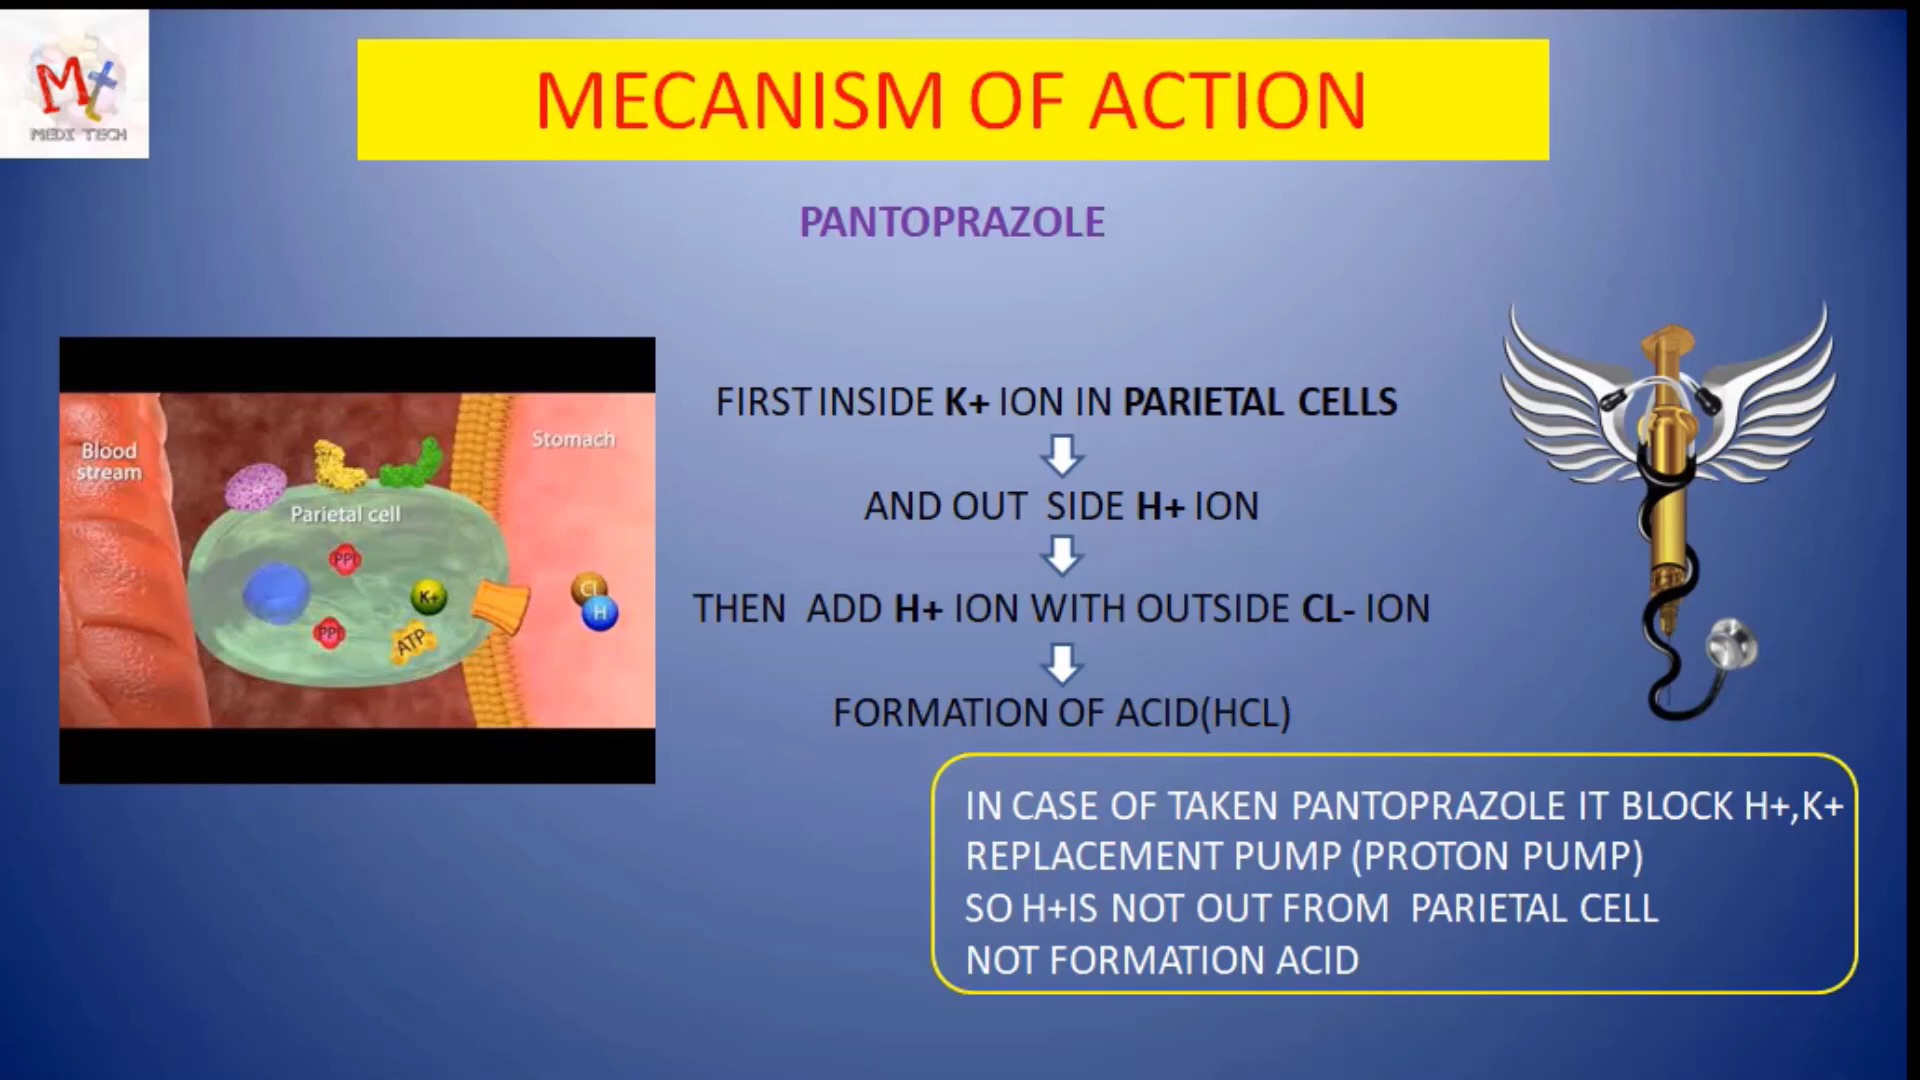 M
MEDI TECH
MECANISM OF ACTION
PANTOPRAZOLE
Blood
stream
Stomach
Parietal cell
PPI
K+
PPI
ATP
CL
H
FIRST INSIDE K+ ION IN PARIETAL CELLS
AND OUT SIDE H+ ION
THEN ADD H+ ION WITH OUTSIDE CL- ION
FORMATION OF ACID(HCL)
IN CASE OF TAKEN PANTOPRAZOLE IT BLOCK H+,K+
REPLACEMENT PUMP (PROTON PUMP)
SO H+IS NOT OUT FROM PARIETAL CELL
NOT FORMATION ACID